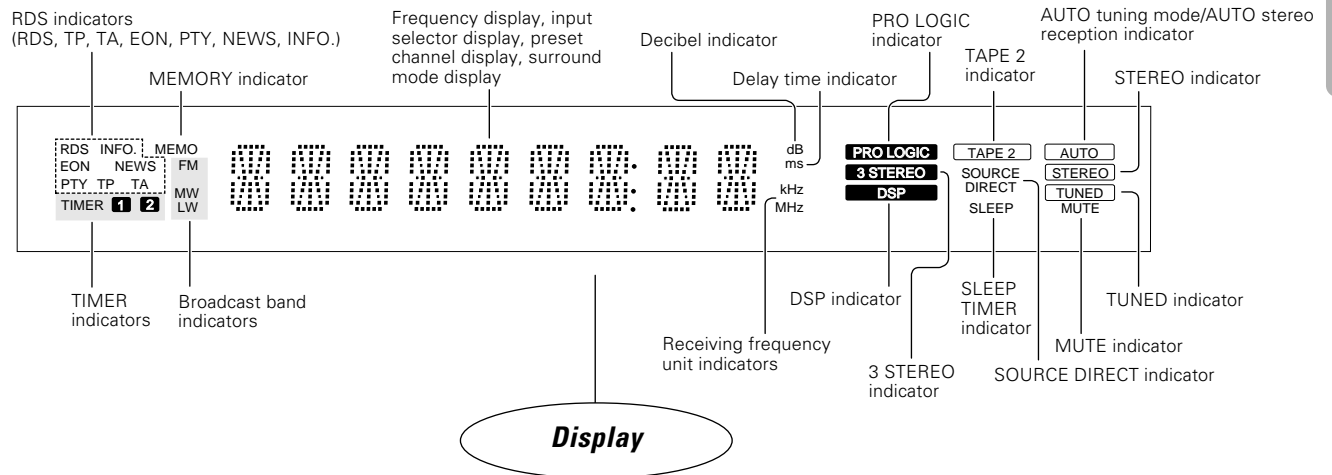 RDS indicators
(RDS, TP, TA, EON, PTY, NEWS, INFO.)
MEMORY indicator
Frequency display, input
selector display, preset
channel display, surround
mode display
Decibel indicator
Delay time indicator
PRO LOGIC
indicator
TAPE 2
indicator
AUTO tuning mode/AUTO stereo
reception indicator
STEREO indicator
RDS INFO. MEMO
EON NEWS FM
PTY TP TA MW
TIMER 1 2 LW
dB
ms
kHz
MHz
PRO LOGIC
3 STEREO
DSP
TAPE 2
SOURCE
DIRECT
SLEEP
AUTO
STEREO
TUNED
MUTE
TIMER
indicators
Broadcast band
indicators
Receiving frequency
unit indicators
DSP indicator
3 STEREO
indicator
SLEEP
TIMER
indicator
SOURCE DIRECT indicator
MUTE indicator
TUNED indicator
Display